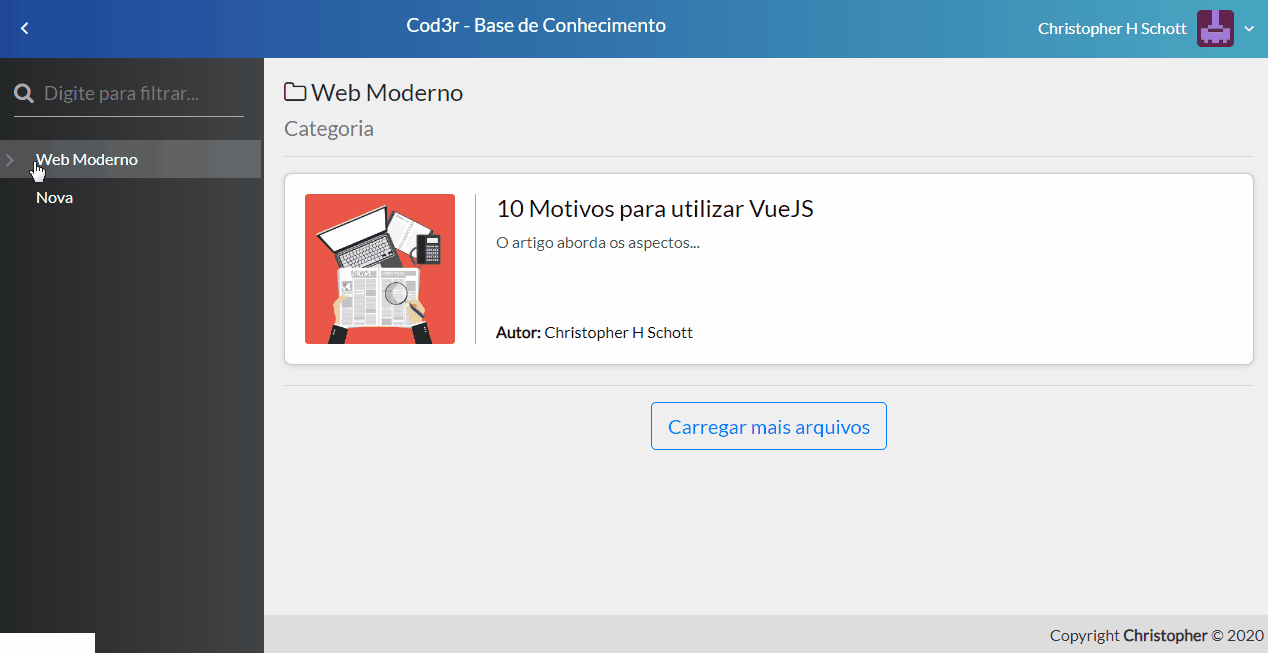 Cod3r - Base de Conhecimento
Christopher H Schott
Digite para filtrar...
Web Moderno
Nova
Web Moderno
Categoria
NEWS
10 Motivos para utilizar VueJS
O artigo aborda os aspectos...
Autor: Christopher H Schott
Carregar mais arquivos
Copyright Christopher © 2020